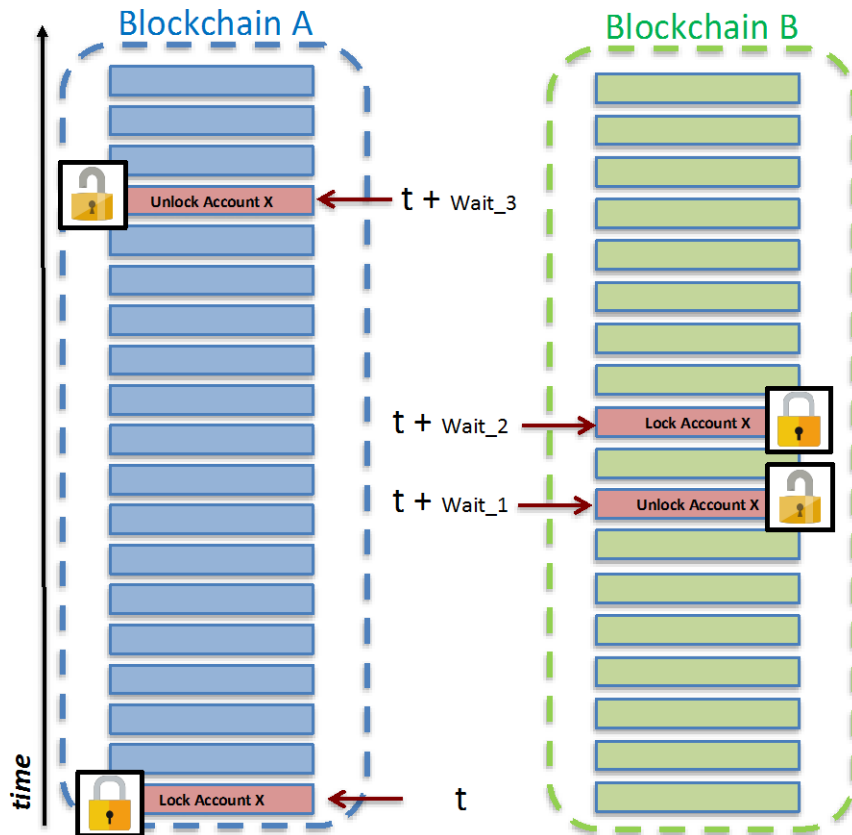 Blockchain A
Blockchain B
Unlock Account X
t + Wait_3
t + Wait_2
Lock Account X
t + Wait_1
Unlock Account X
time
Lock Account X
t